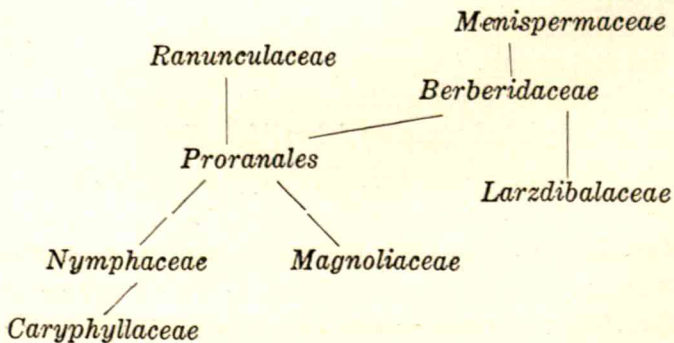 Menispermaceae
Ranunculaceae
Berberidaceae
Proranales
Larzdibalaceae
Nymphaceae
Magnoliaceae
Caryphyllaceae